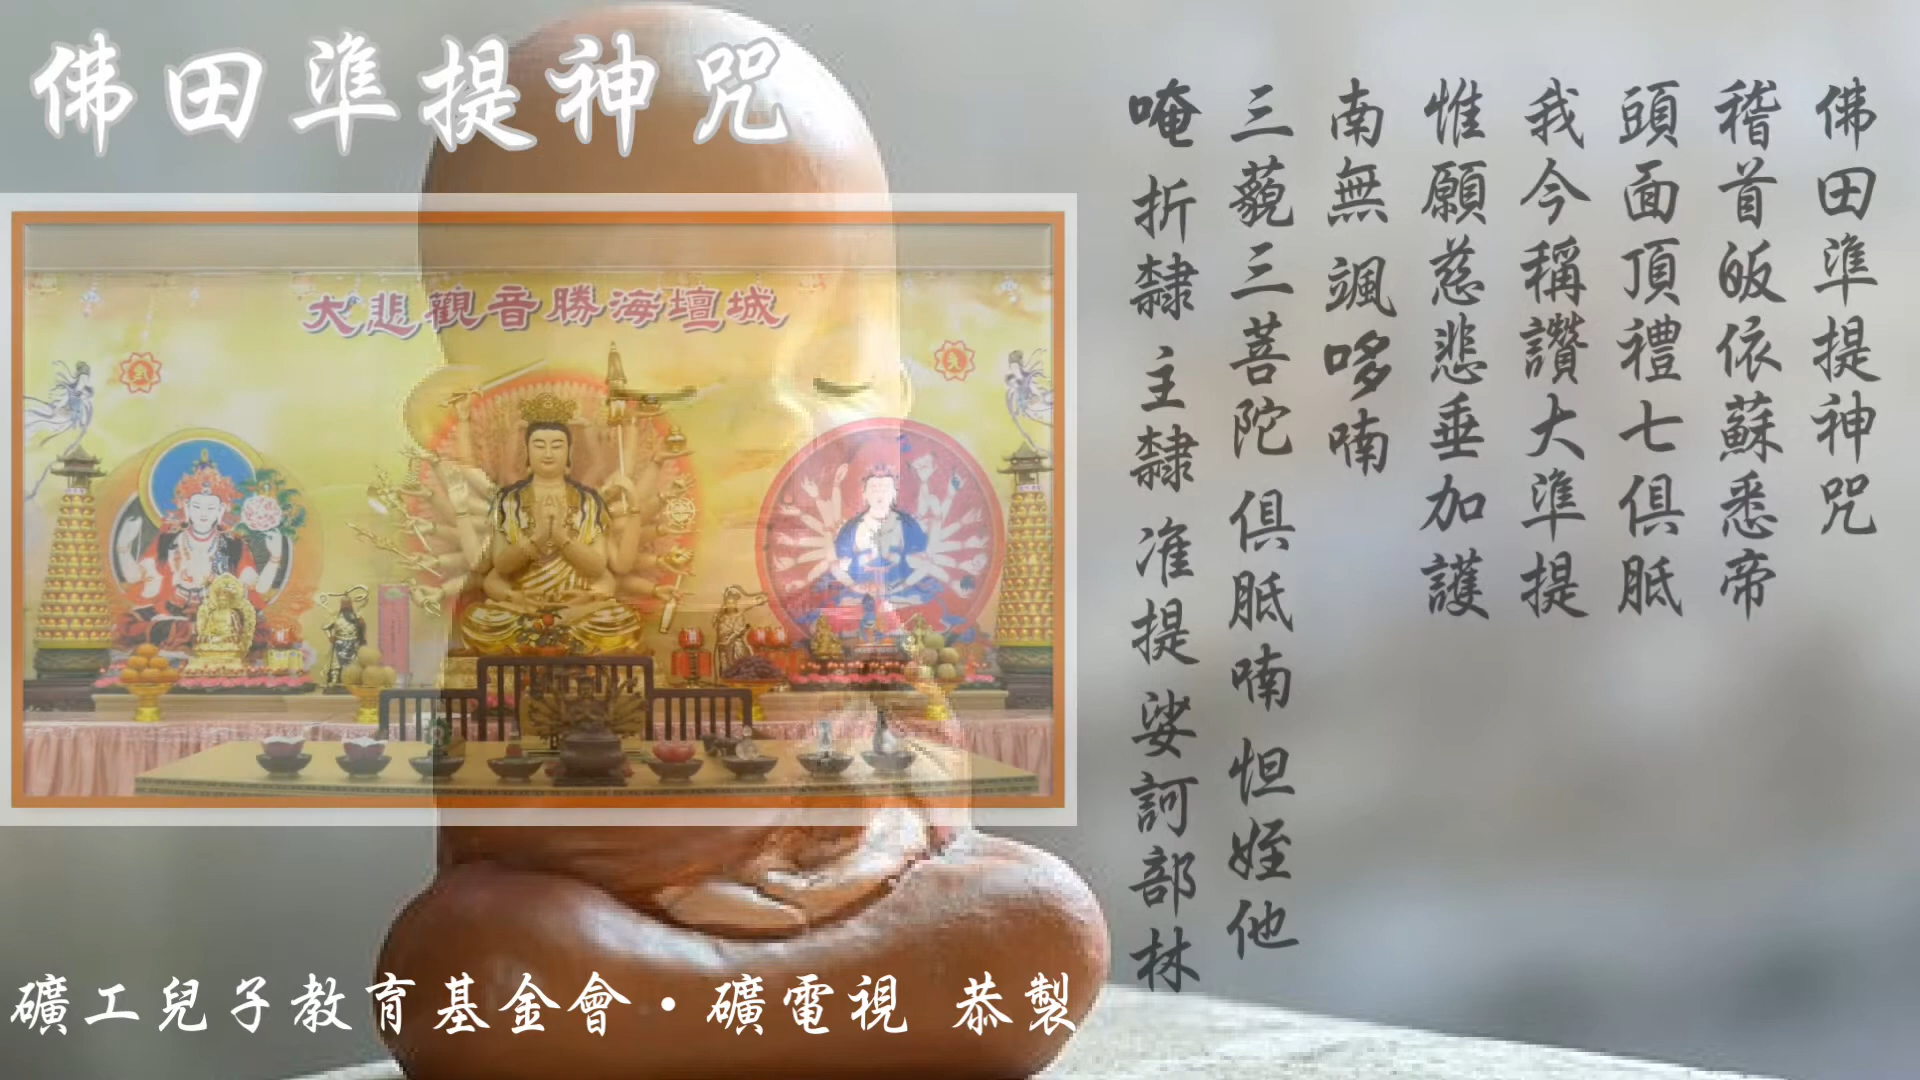 佛田準提神咒
大悲觀音勝海壇城
佛田準提神咒
稽首皈依蘇悉帝
頭面頂禮七俱胝
我今稱讚大準提
惟願慈悲垂加護
南無 颯哆喃
三藐三菩陀 俱胝喃 怛姪他
唵 折隸 主隸 准提 娑訶 部林
礦工兒子教育基金會·礦電視 恭製